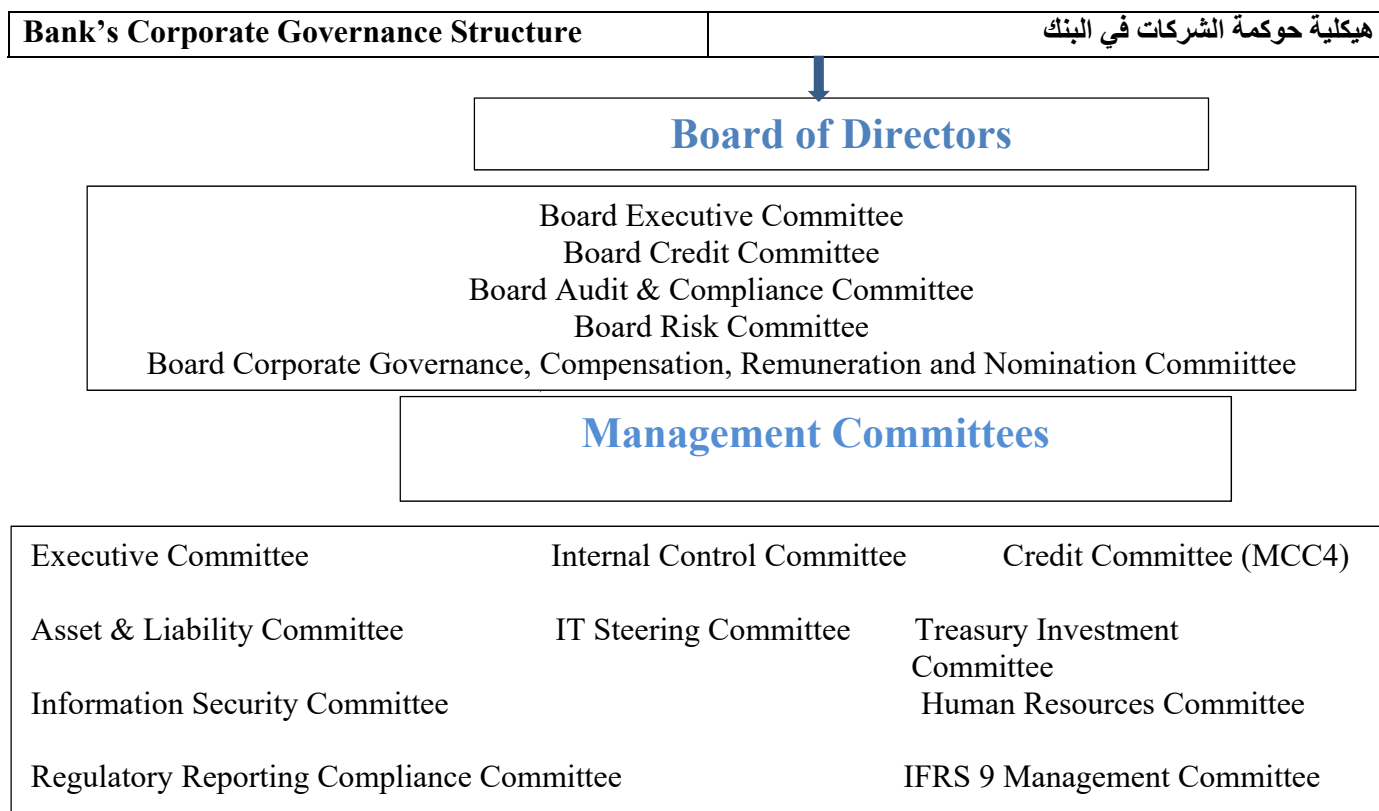 Bank’s Corporate Governance Structure
هيكلية حوكمة الشركات في البنك
Board of Directors
Board Executive Committee
Board Credit Committee
Board Audit & Compliance Committee
Board Risk Committee
Board Corporate Governance, Compensation, Remuneration and Nomination Commiittee
Management Committees
Executive Committee Internal Control Committee Credit Committee (MCC4)
Asset & Liability Committee IT Steering Committee Treasury Investment
Committee
Information Security Committee Human Resources Committee
Regulatory Reporting Compliance Committee IFRS 9 Management Committee